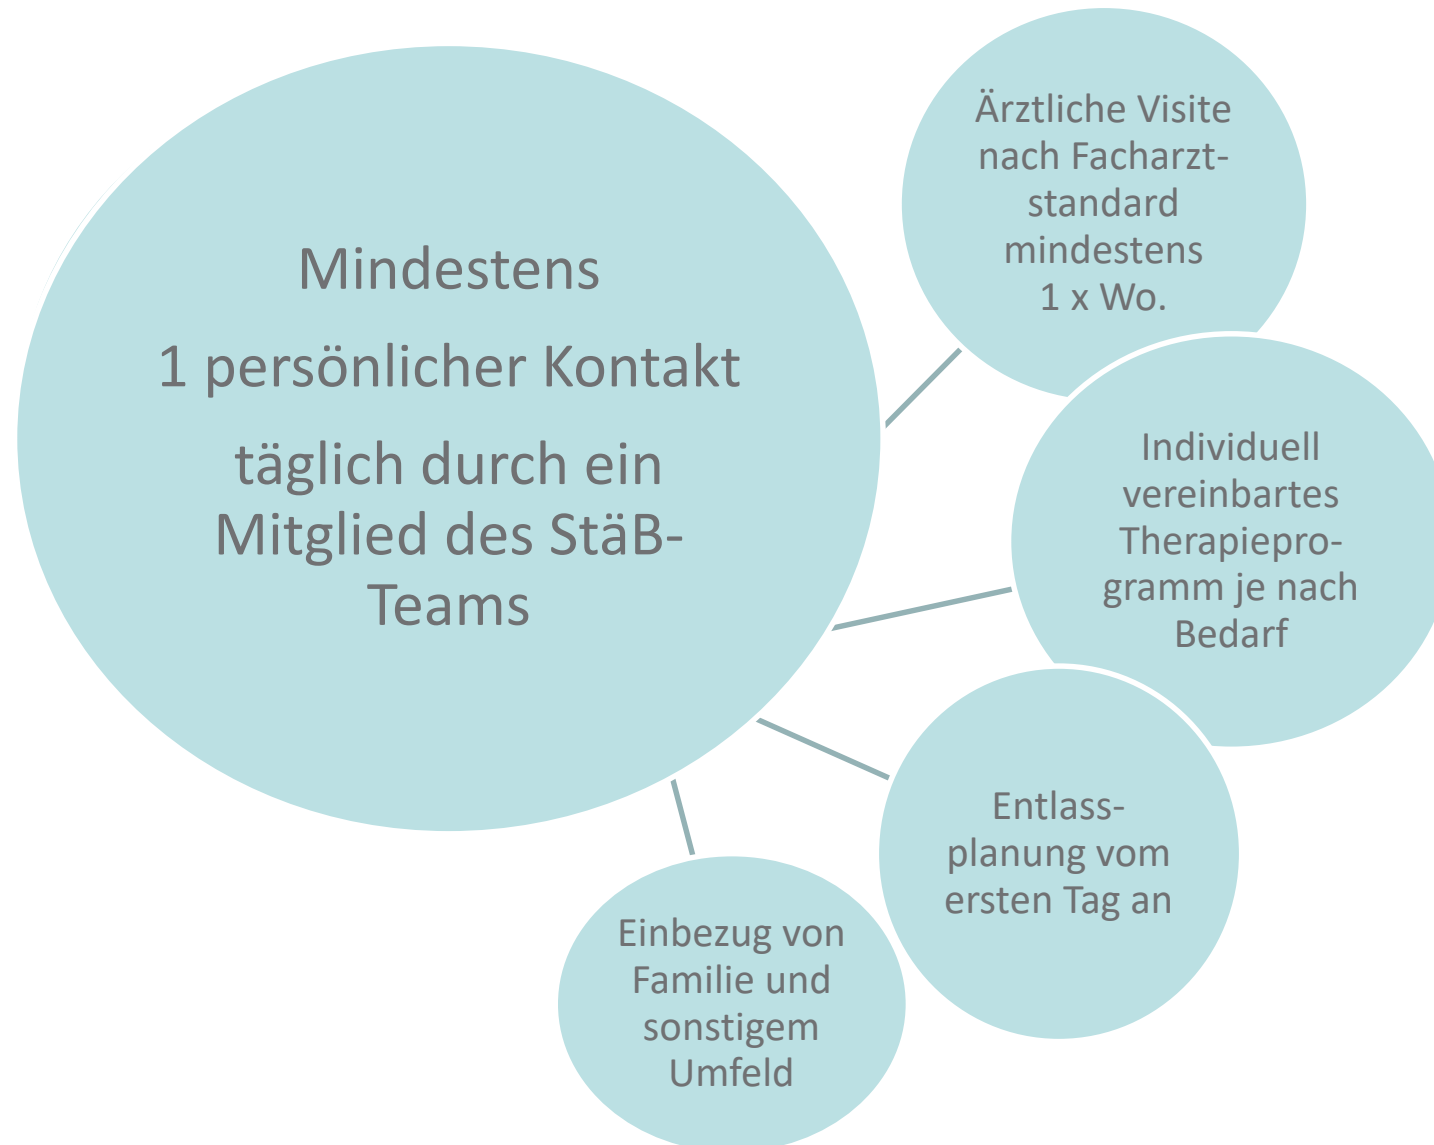 Mindestens
1 persönlicher Kontakt
täglich durch ein
Mitglied des StäB-
Teams
Ärztliche Visite
nach Facharzt-
standard
mindestens
1 x Wo.
Individuell
vereinbartes
Therapiepro-
gramm je nach
Bedarf
Entlass-
planung vom
ersten Tag an
Einbezug von
Familie und
sonstigem
Umfeld